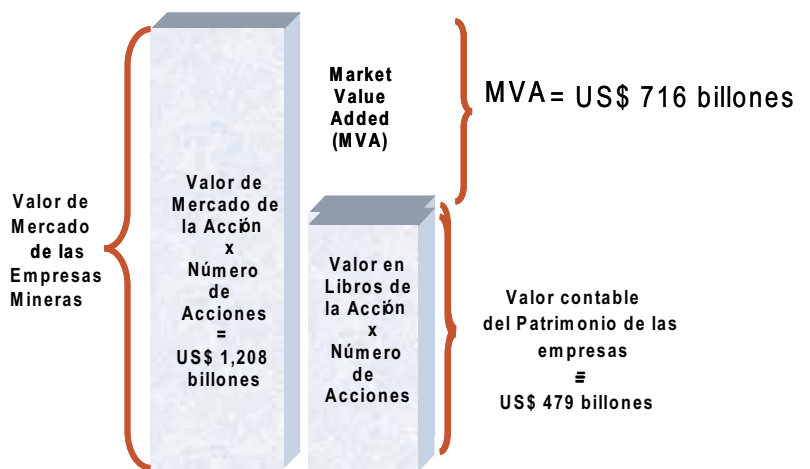 Valor de
Mercado
de las
Empresas
Mineras
Valor de
Mercado de
la Acción
x
Número
de
Acciones
=
US$ 1,208
billones
Market
Value
Added
(MVA)
MVA = US$ 716 billones
Valor en
Libros de
la Acción
x
Número
de
Acciones
Valor contable
del Patrimonio de las
empresas
=
US$ 479 billones